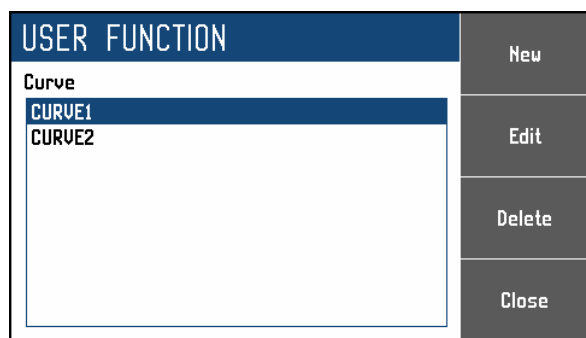 USER FUNCTION
Curve
CURVE1
CURVE2
New
Edit
Delete
Close